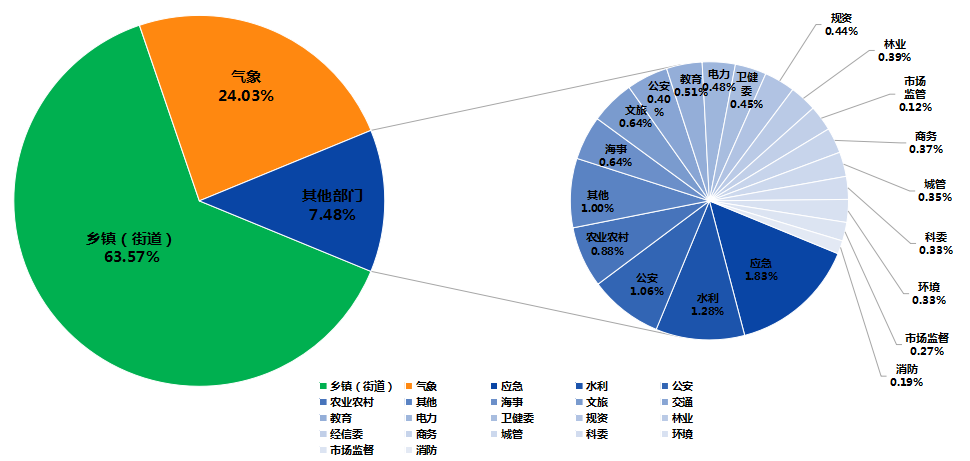 气象
24.03%
其他部门
7.48%
乡镇（街道）
63.57%
规资
0.44%
林业
0.39%
市场
监管
0.12%
商务
0.37%
城管
0.35%
科委
0.33%
环境
0.33%
市场监督
0.27%
消防
0.19%
教育
0.51%
电力
0.48%
卫健
委
0.45%
公安
0.40
%
文旅
0.64%
海事
0.64%
其他
1.00%
农业农村
0.88%
公安
1.06%
水利
1.28%
应急
1.83%
乡镇（街道） 气象 应急 水利 公安
农业农村 其他 海事 文旅 交通
教育 电力 卫健委 规资 林业
经信委 商务 城管 科委 环境
市场监督 消防